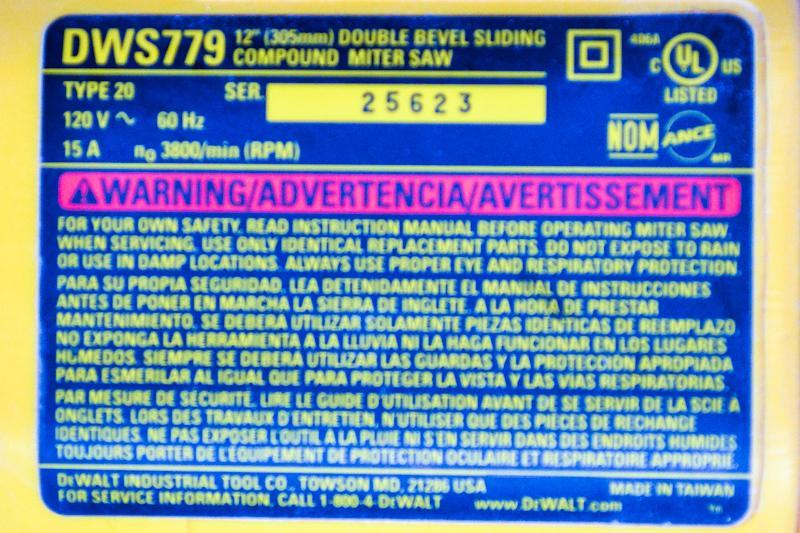 DWS779 12" (305mm) DOUBLE BEVEL SLIDING
COMPOUND MITER SAW
406A
C UL US
LISTED
TYPE 20 SER. 25623
120 V ~ 60 Hz
15 A n₀ 3800/min (RPM)
NOM ANCE
MR
WARNING/ADVERTENCIA/AVERTISSEMENT
FOR YOUR OWN SAFETY, READ INSTRUCTION MANUAL BEFORE OPERATING MITER SAW.
WHEN SERVICING, USE ONLY IDENTICAL REPLACEMENT PARTS. DO NOT EXPOSE TO RAIN
OR USE IN DAMP LOCATIONS. ALWAYS USE PROPER EYE AND RESPIRATORY PROTECTION.
PARA SU PROPIA SEGURIDAD, LEA DETENIDAMENTE EL MANUAL DE INSTRUCCIONES
ANTES DE PONER EN MARCHA LA SIERRA DE INGLETE. A LA HORA DE PRESTAR
MANTENIMIENTO, SE DEBERA UTILIZAR SOLAMENTE PIEZAS IDENTICAS DE REEMPLAZO.
NO EXPONGA LA HERRAMIENTA A LA LLUVIA NI LA HAGA FUNCIONAR EN LOS LUGARES
HUMEDOS. SIEMPRE SE DEBERA UTILIZAR LAS GUARDAS Y LA PROTECCION APROPIADA
PARA ESMERILAR AL IGUAL QUE PARA PROTEGER LA VISTA Y LAS VIAS RESPIRATORIAS.
PAR MESURE DE SÉCURITÉ, LIRE LE GUIDE D'UTILISATION AVANT DE SE SERVIR DE LA SCIE À
ONGLETS. LORS DES TRAVAUX D'ENTRETIEN, N'UTILISER QUE DES PIÈCES DE RECHANGE
IDENTIQUES. NE PAS EXPOSER L'OUTIL À LA PLUIE NI S'EN SERVIR DANS DES ENDROITS HUMIDES
TOUJOURS PORTER DE L'ÉQUIPEMENT DE PROTECTION OCULAIRE ET RESPIRATOIRE APPROPRIÉ.
DEWALT INDUSTRIAL TOOL CO., TOWSON MD, 21286 USA MADE IN TAIWAN
FOR SERVICE INFORMATION, CALL 1-800-4-DEWALT www.DEWALT.com